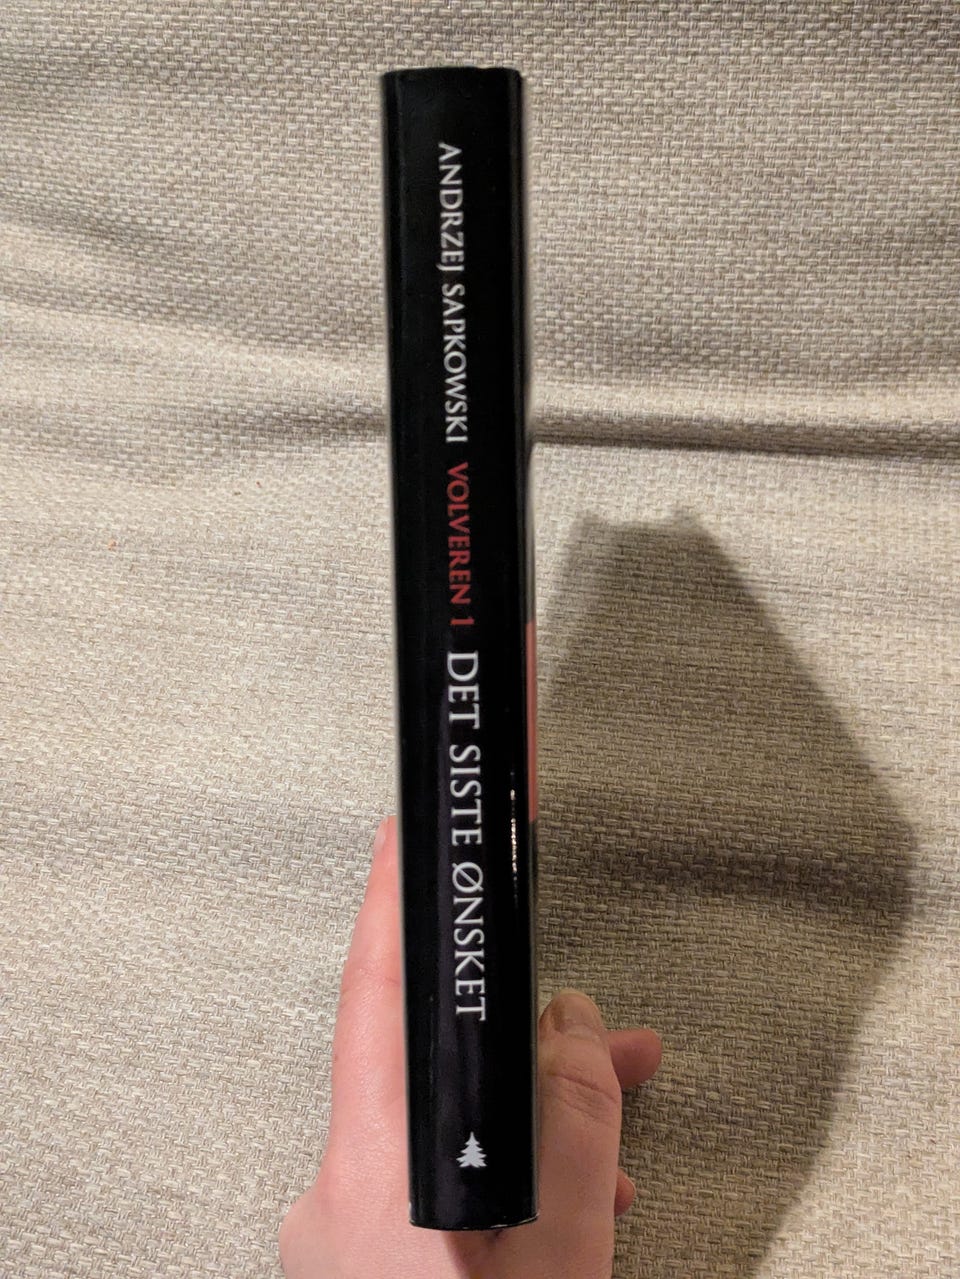 ANDRZEJ SAPKOWSKI VOLVEREN 1 DET SISTE ØNSKET